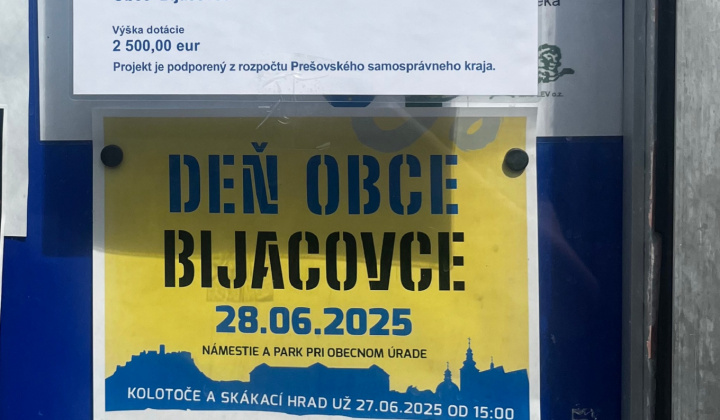 Výška dotácie
2 500,00 eur
Projekt je podporený z rozpočtu Prešovského samosprávneho kraja.
DEŇ OBCE
BIJACOVCE
28.06.2025
NÁMESTIE A PARK PRI OBECNOM ÚRADE
KOLOTOČE A SKÁKACÍ HRAD UŽ 27.06.2025 OD 15:00